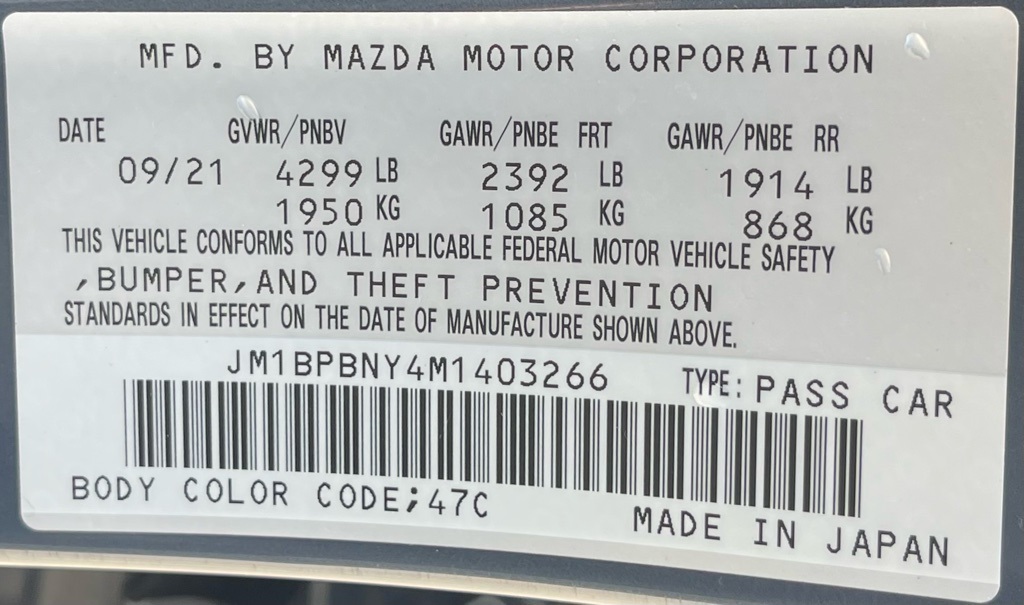 MFD. BY MAZDA MOTOR CORPORATION
DATE GVWR/PNBV GAWR/PNBE FRT GAWR/PNBE RR
09/21 4299 LB 2392 LB 1914 LB
1950 KG 1085 KG 868 KG
THIS VEHICLE CONFORMS TO ALL APPLICABLE FEDERAL MOTOR VEHICLE SAFETY
,BUMPER,AND THEFT PREVENTION
STANDARDS IN EFFECT ON THE DATE OF MANUFACTURE SHOWN ABOVE.
JM1BPBNY4M1403266 TYPE: PASS CAR
BODY COLOR CODE;47C
MADE IN JAPAN